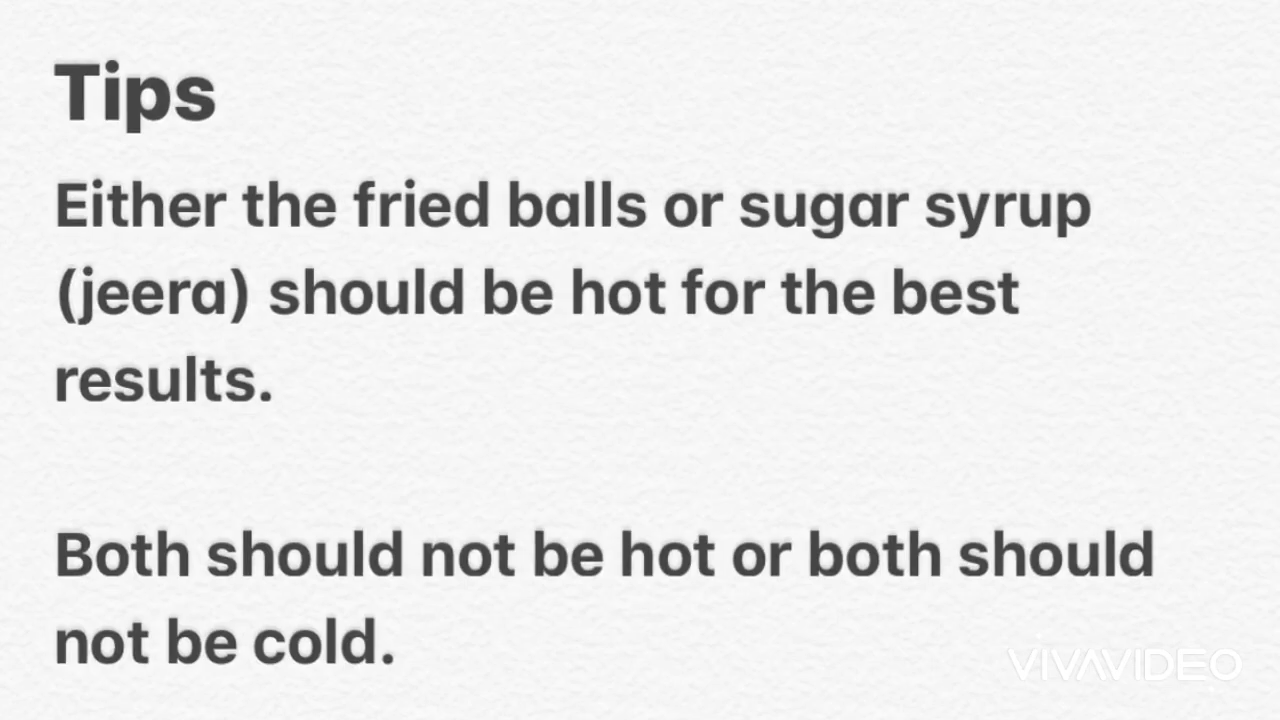 Tips
Either the fried balls or sugar syrup
(jeera) should be hot for the best
results.
Both should not be hot or both should
not be cold.
VIVAVIDEO